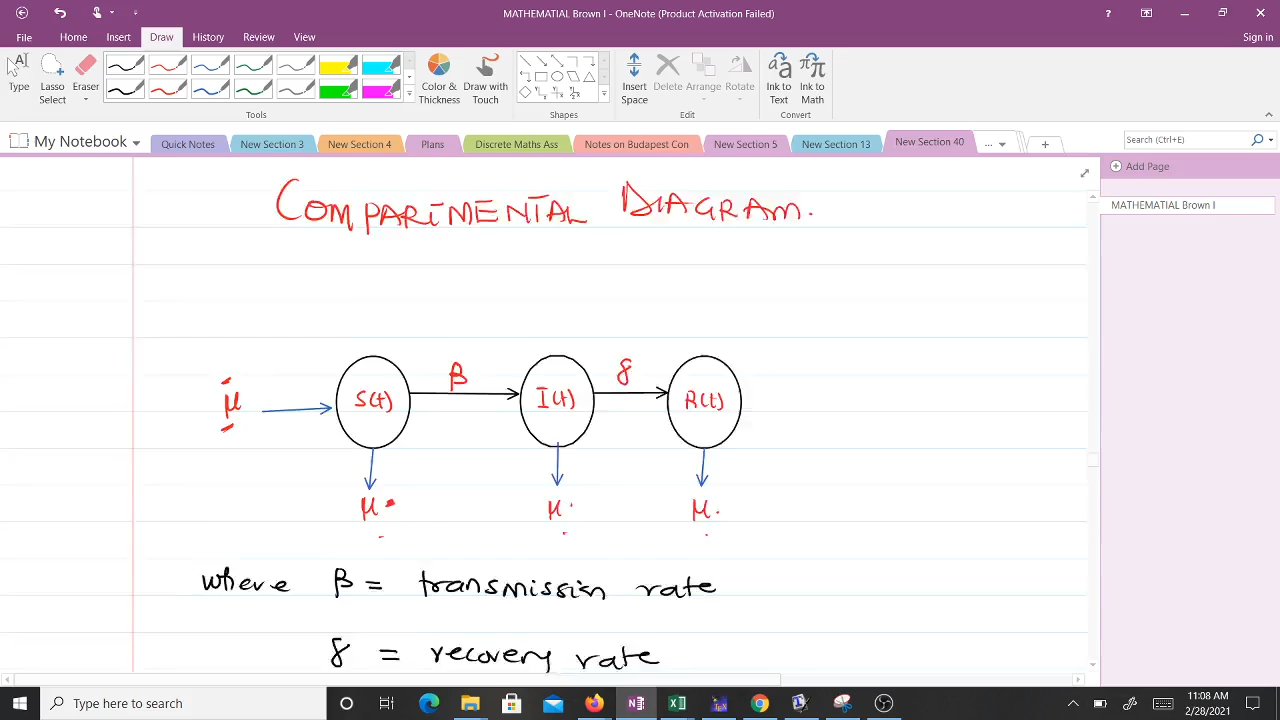 MATHEMATIAL Brown I - OneNote (Product Activation Failed)
File Home Insert Draw History Review View Sign in
Type Lasso Select Eraser Color & Thickness Draw with Touch Insert Space Delete Arrange Rotate Ink to Text Ink to Math
Tools Shapes Edit Convert
My Notebook Quick Notes New Section 3 New Section 4 Plans Discrete Maths Ass Notes on Budapest Con New Section 5 New Section 13 New Section 40 ... Search (Ctrl+E)
Add Page
MATHEMATIAL Brown I
COMPARIMENTAL DIAGRAM.
β γ
μ S(t) I(t) R(t)
μ μ μ
where β = transmission rate
γ = recovery rate
Type here to search
11:08 AM
2/28/2021